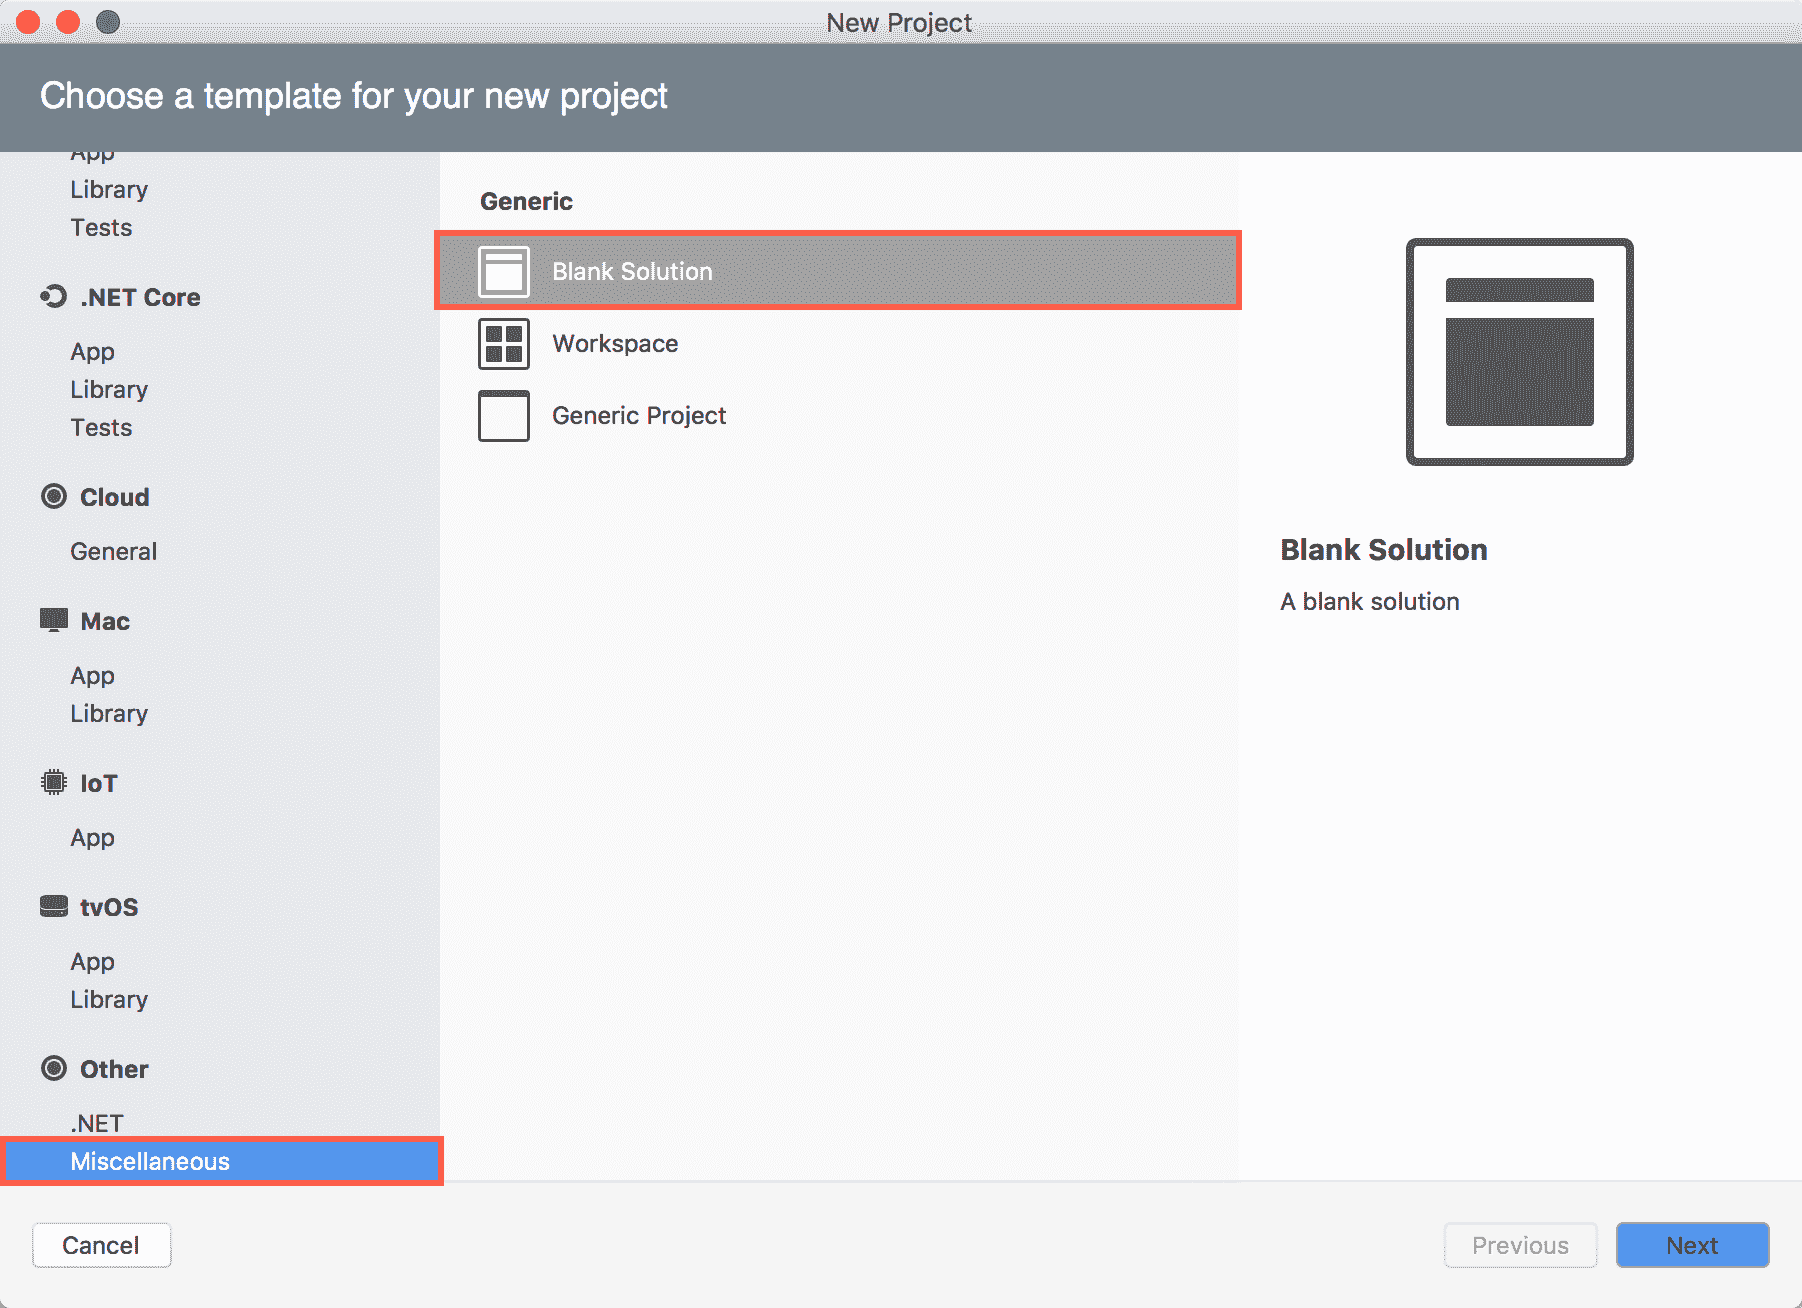 New Project
Choose a template for your new project
App
Library
Tests
.NET Core
App
Library
Tests
Cloud
General
Mac
App
Library
IoT
App
tvOS
App
Library
Other
.NET
Miscellaneous
Generic
Blank Solution
Workspace
Generic Project
Blank Solution
A blank solution
Cancel
Previous
Next